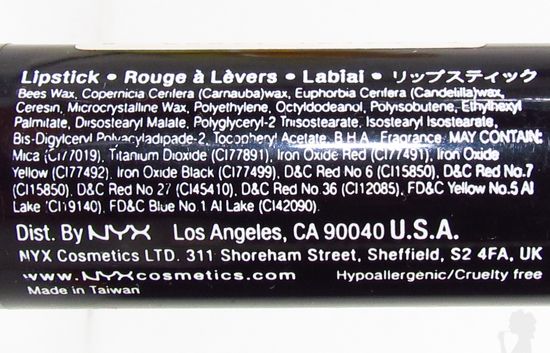 Lipstick • Rouge à Lèvers • Labial • リップスティック
Bees Wax, Copernicia Cerifera (Carnauba)wax, Euphorbia Cerifera (Candelilla)wax,
Ceresin, Microcrystalline Wax, Polyethylene, Octyldodeanol, Polyisobutene, Ethylhexyl
Palmitate, Diisostearyl Malate, Polyglyceryl-2 Triisostearate, Isostearyl Isostearate,
Bis-Diglyceryl Polyacyladipade-2, Tocopheryl Acetate, B.H.A., Fragrance. MAY CONTAIN:
Mica (CI77019), Titanium Dioxide (CI77891), Iron Oxide Red (CI77491), Iron Oxide
Yellow (CI77492), Iron Oxide Black (CI77499), D&C Red No 6 (CI15850), D&C Red No.7
(CI15850), D&C Red No 27 (CI45410), D&C Red No 36 (CI12085), FD&C Yellow No.5 Al
Lake (CI19140), FD&C Blue No 1 Al Lake (CI42090).
Dist. By NYX Los Angeles, CA 90040 U.S.A.
NYX Cosmetics LTD. 311 Shoreham Street, Sheffield, S2 4FA, UK
www.NYXcosmetics.com Hypoallergenic/Cruelty free
Made in Taiwan